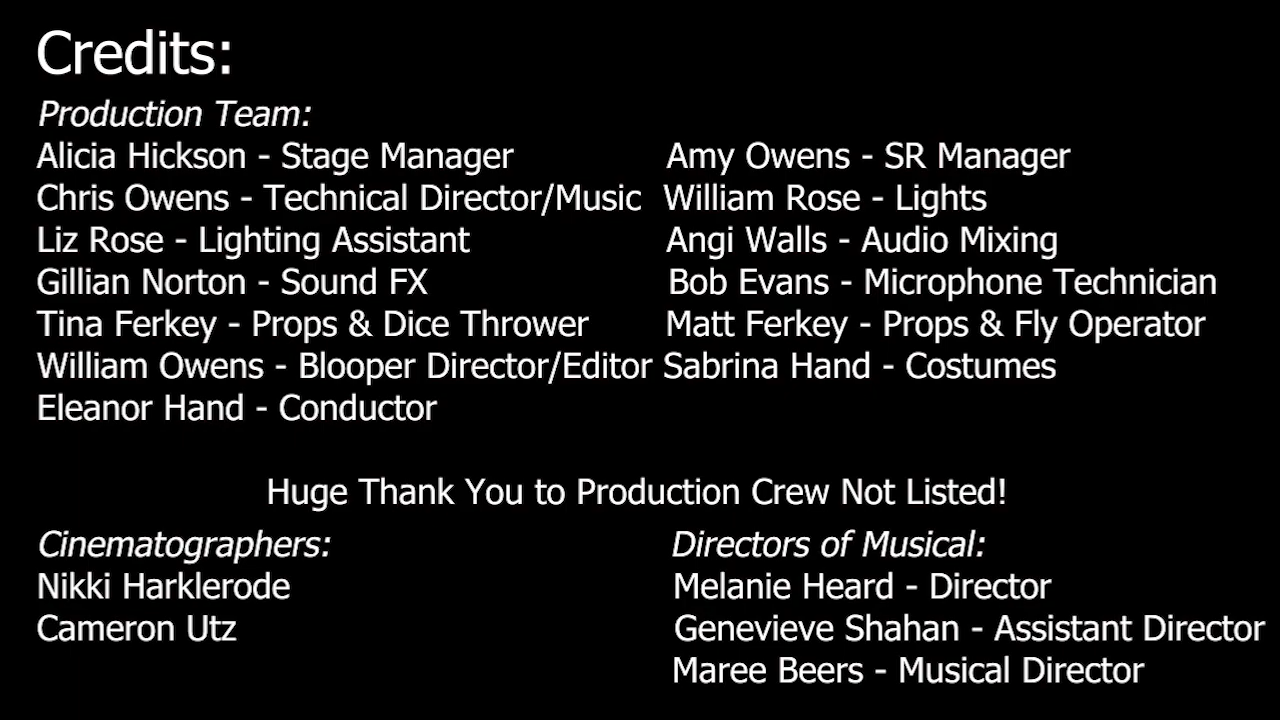 Credits:
Production Team:
Alicia Hickson - Stage Manager
Amy Owens - SR Manager
Chris Owens - Technical Director/Music
William Rose - Lights
Liz Rose - Lighting Assistant
Angi Walls - Audio Mixing
Gillian Norton - Sound FX
Bob Evans - Microphone Technician
Tina Ferkey - Props & Dice Thrower
Matt Ferkey - Props & Fly Operator
William Owens - Blooper Director/Editor
Sabrina Hand - Costumes
Eleanor Hand - Conductor
Huge Thank You to Production Crew Not Listed!
Cinematographers:
Nikki Harklerode
Cameron Utz
Directors of Musical:
Melanie Heard - Director
Genevieve Shahan - Assistant Director
Maree Beers - Musical Director